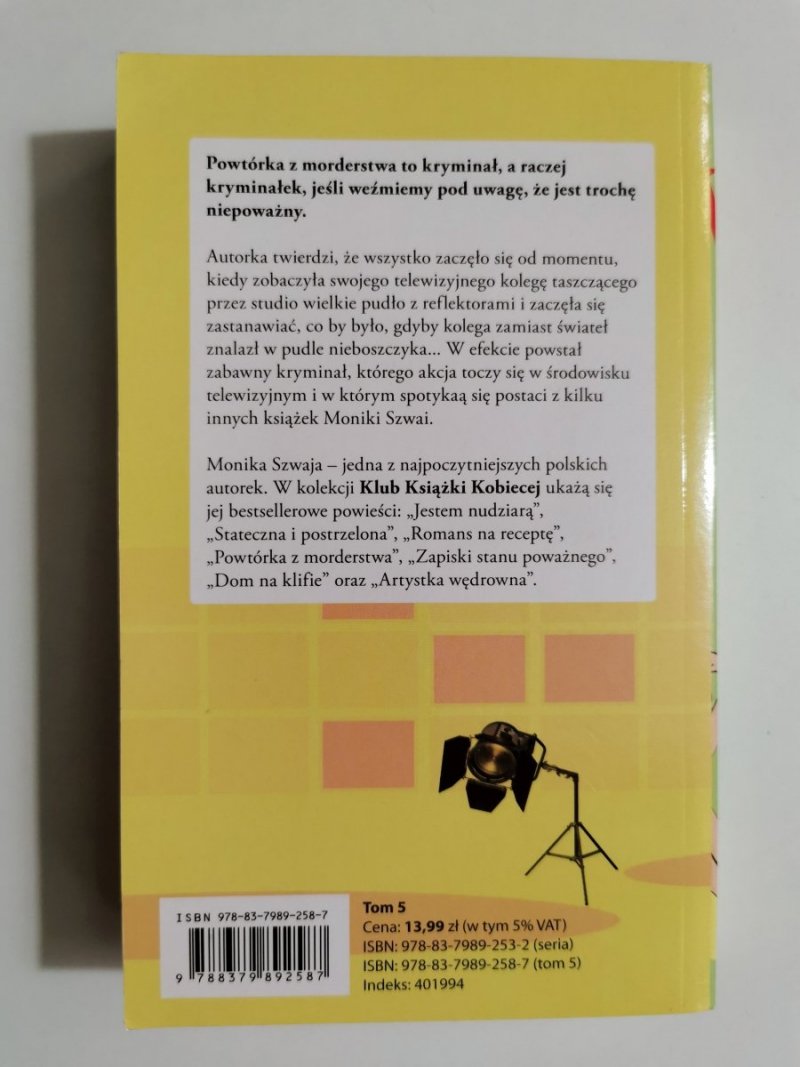 Powtórka z morderstwa to kryminał, a raczej
kryminałek, jeśli weźmiemy pod uwagę, że jest trochę
niepoważny.
Autorka twierdzi, że wszystko zaczęło się od momentu,
kiedy zobaczyła swojego telewizyjnego kolegę taszczącego
przez studio wielkie pudło z reflektorami i zaczęła się
zastanawiać, co by było, gdyby kolega zamiast świateł
znalazł w pudle nieboszczyka... W efekcie powstał
zabawny kryminał, którego akcja toczy się w środowisku
telewizyjnym i w którym spotykaą się postaci z kilku
innych książek Moniki Szwai.
Monika Szwaja – jedna z najpoczytniejszych polskich
autorek. W kolekcji Klub Książki Kobiecej ukażą się
jej bestsellerowe powieści: „Jestem nudziarą”,
„Stateczna i postrzelona”, „Romans na receptę”,
„Powtórka z morderstwa”, „Zapiski stanu poważnego”,
„Dom na klifie” oraz „Artystka wędrowna”.
ISBN 978-83-7989-258-7
9 788379 892587
Tom 5
Cena: 13,99 zł (w tym 5% VAT)
ISBN: 978-83-7989-253-2 (seria)
ISBN: 978-83-7989-258-7 (tom 5)
Indeks: 401994